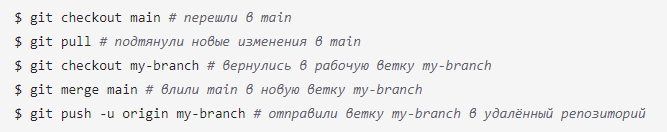 $ git checkout main # перешли в main
$ git pull # подтянули новые изменения в main
$ git checkout my-branch # вернулись в рабочую ветку my-branch
$ git merge main # влили main в новую ветку my-branch
$ git push -u origin my-branch # отправили ветку my-branch в удалённый репозиторий